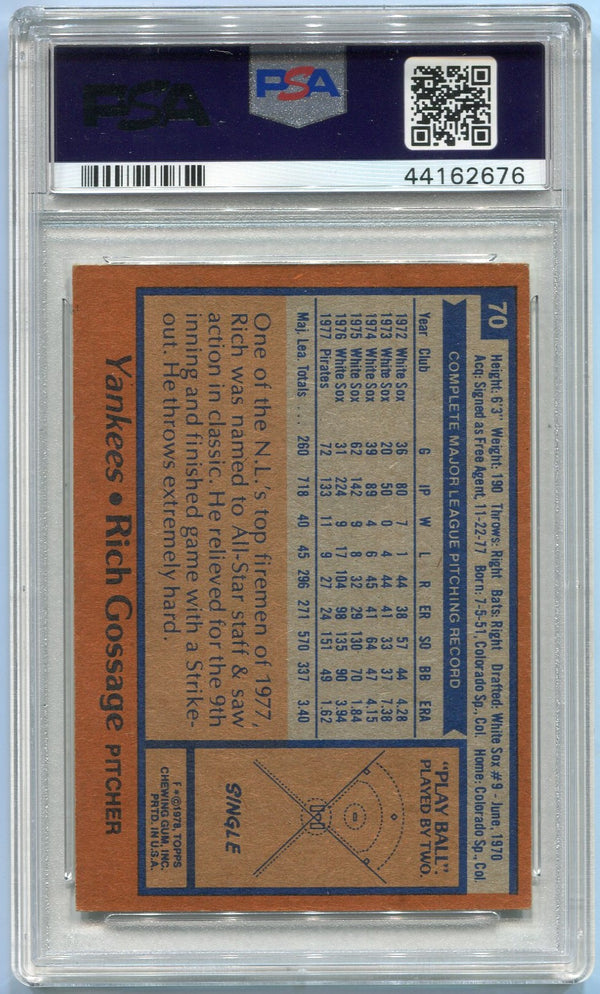 PSA
PSA
44162676
70
Height: 6'3" Weight: 190 Throws: Right Bats: Right Drafted: White Sox #9 - June, 1970
Acq: Signed as Free Agent, 11-22-77 Born: 7-5-51, Colorado Sp., Col. Home: Colorado Sp., Col.
COMPLETE MAJOR LEAGUE PITCHING RECORD
Year Club G IP W L R ER SO BB ERA
1972 White Sox 36 80 7 1 44 38 57 44 4.28
1973 White Sox 20 50 0 4 44 41 33 37 7.38
1974 White Sox 39 89 4 6 45 41 64 47 4.15
1975 White Sox 62 142 9 8 32 29 130 70 1.84
1976 White Sox 31 224 9 17 104 98 135 90 3.94
1977 Pirates 72 133 11 9 27 24 151 49 1.62
Maj. Lea. Totals.... 260 718 40 45 296 271 570 337 3.40
One of the N.L.'s top firemen of 1977,
Rich was named to All-Star staff & saw
action in classic. He relieved for the 9th
inning and finished game with a Strike-
out. He throws extremely hard.
"PLAY BALL".
PLAYED BY TWO.
SINGLE
F*©1978, TOPPS
CHEWING GUM, INC.
PRTD. IN U.S.A.
Yankees • Rich Gossage PITCHER